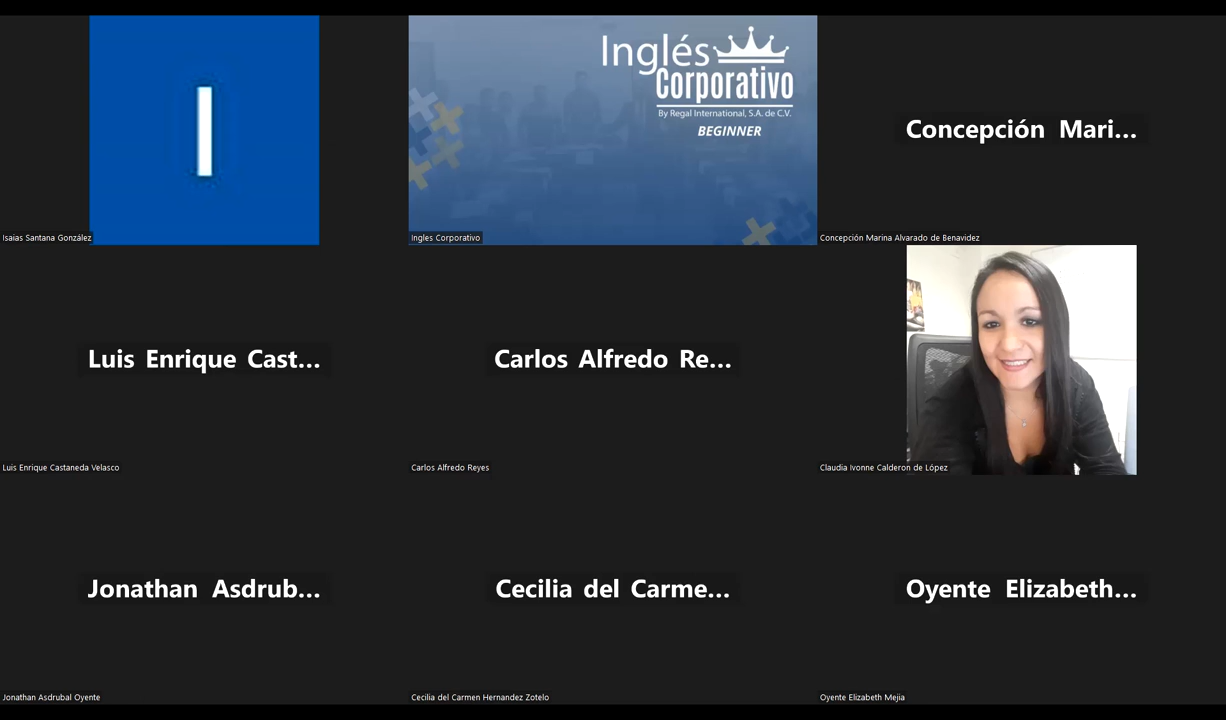 I
Isaias Santana González
Inglés
Corporativo
By Regal International, S.A. de C.V.
BEGINNER
Ingles Corporativo
Concepción Mari...
Concepción Marina Alvarado de Benavidez
Luis Enrique Cast...
Luis Enrique Castaneda Velasco
Carlos Alfredo Re...
Carlos Alfredo Reyes
Claudia Ivonne Calderon de López
Jonathan Asdrub...
Jonathan Asdrubal Oyente
Cecilia del Carme...
Cecilia del Carmen Hernandez Zotelo
Oyente Elizabeth...
Oyente Elizabeth Mejia